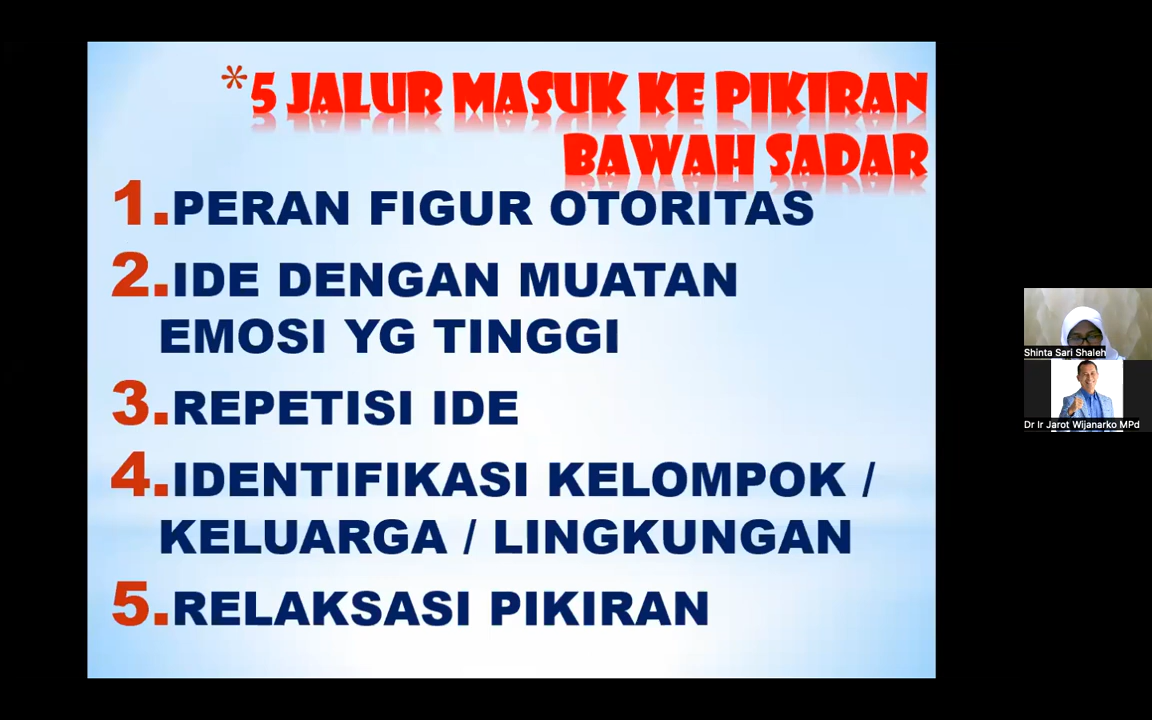 *5 JALUR MASUK KE PIKIRAN
BAWAH SADAR
1.PERAN FIGUR OTORITAS
2.IDE DENGAN MUATAN
EMOSI YG TINGGI
3.REPETISI IDE
4.IDENTIFIKASI KELOMPOK /
KELUARGA / LINGKUNGAN
5.RELAKSASI PIKIRAN
Shinta Sari Shaleh
Dr Ir Jarot Wijanarko MPd